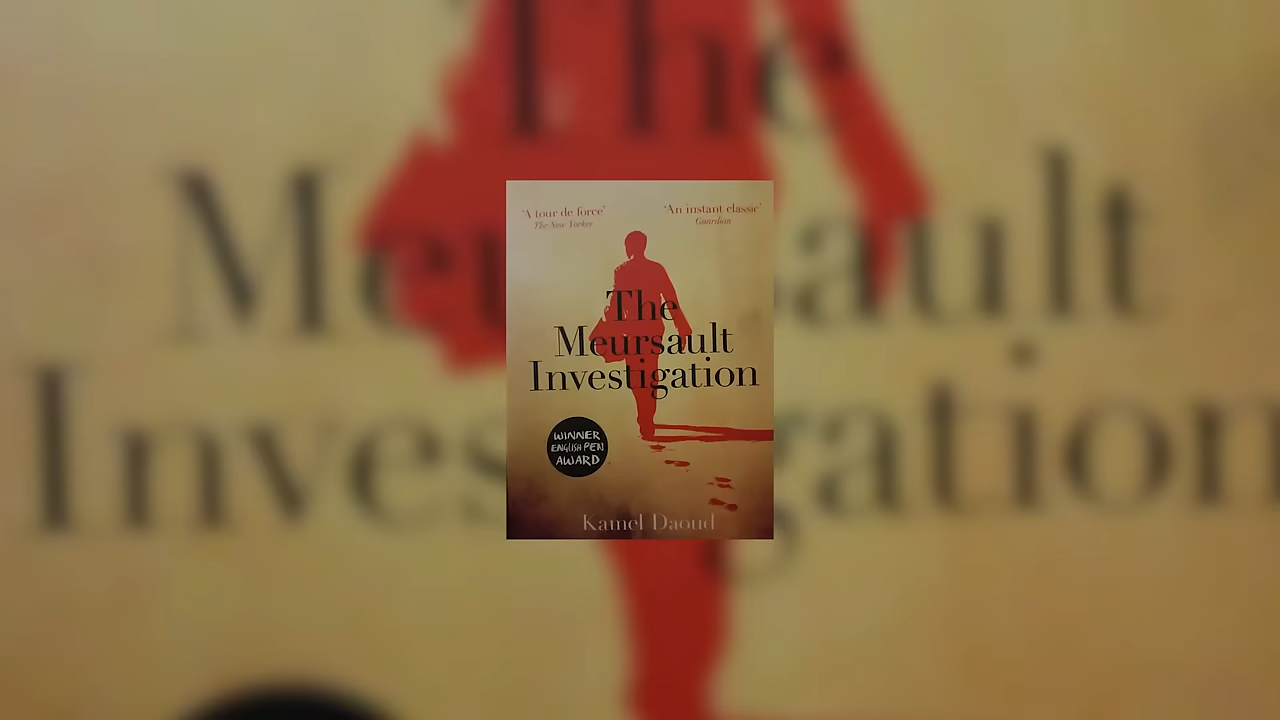 'A tour de force'
The New Yorker
'An instant classic'
Guardian
The
Meursault
Investigation
WINNER
ENGLISH PEN
AWARD
Kamel Daoud